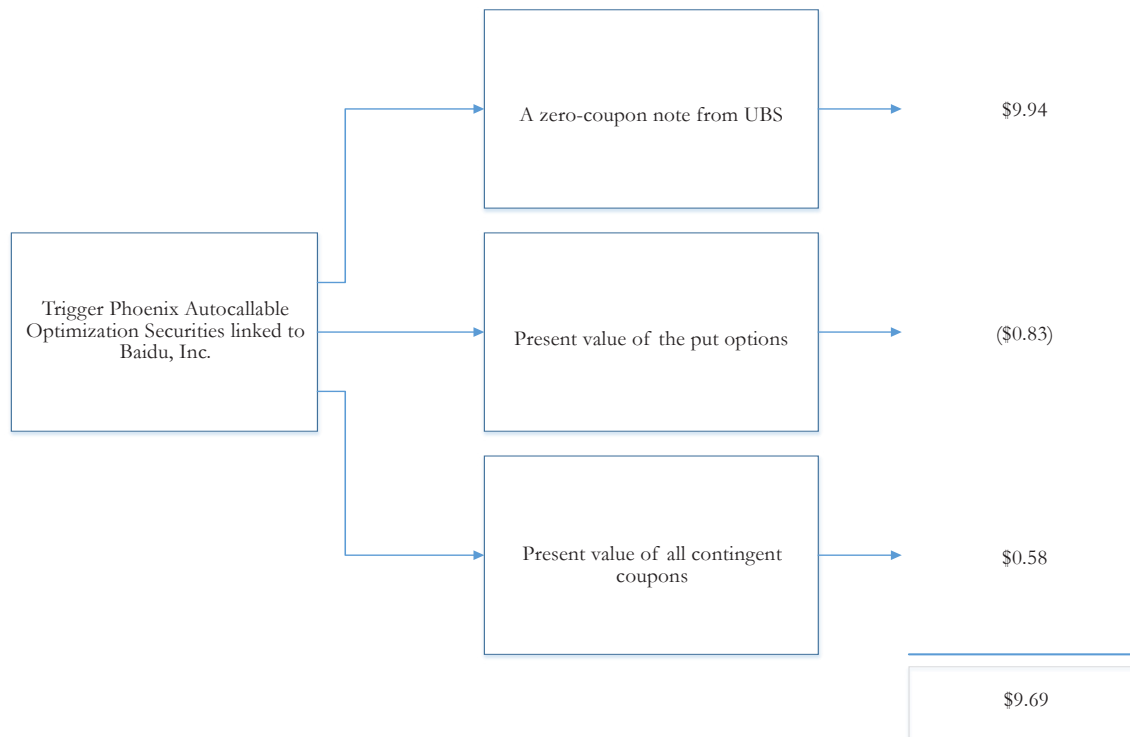 A zero-coupon note from UBS
$9.94
Trigger Phoenix Autocallable
Optimization Securities linked to
Baidu, Inc.
Present value of the put options
($0.83)
Present value of all contingent
coupons
$0.58
$9.69